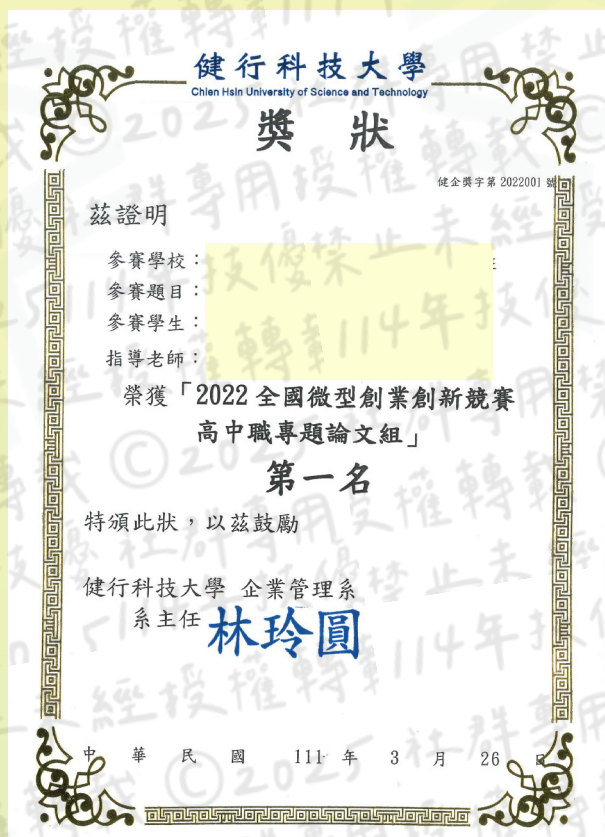 健行科技大學
Chien Hsin University of Science and Technology
獎 狀
健企獎字第 2022001 號
茲證明
參賽學校：
參賽題目：
參賽學生：
指導老師：
榮獲「2022 全國微型創業創新競賽
高中職專題論文組」
第一名
特頒此狀，以茲鼓勵
健行科技大學 企業管理系
系主任 林玲圓
中 華 民 國 111 年 3 月 26 日